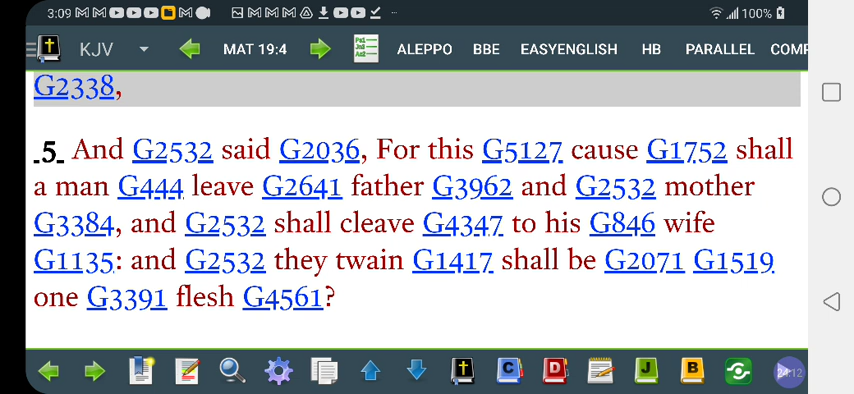 3:09
100%
KJV MAT 19:4 ALEPPO BBE EASYENGLISH HB PARALLEL COMP
G2338,
5 And G2532 said G2036, For this G5127 cause G1752 shall
a man G444 leave G2641 father G3962 and G2532 mother
G3384, and G2532 shall cleave G4347 to his G846 wife
G1135: and G2532 they twain G1417 shall be G2071 G1519
one G3391 flesh G4561?
C D J B 24:12